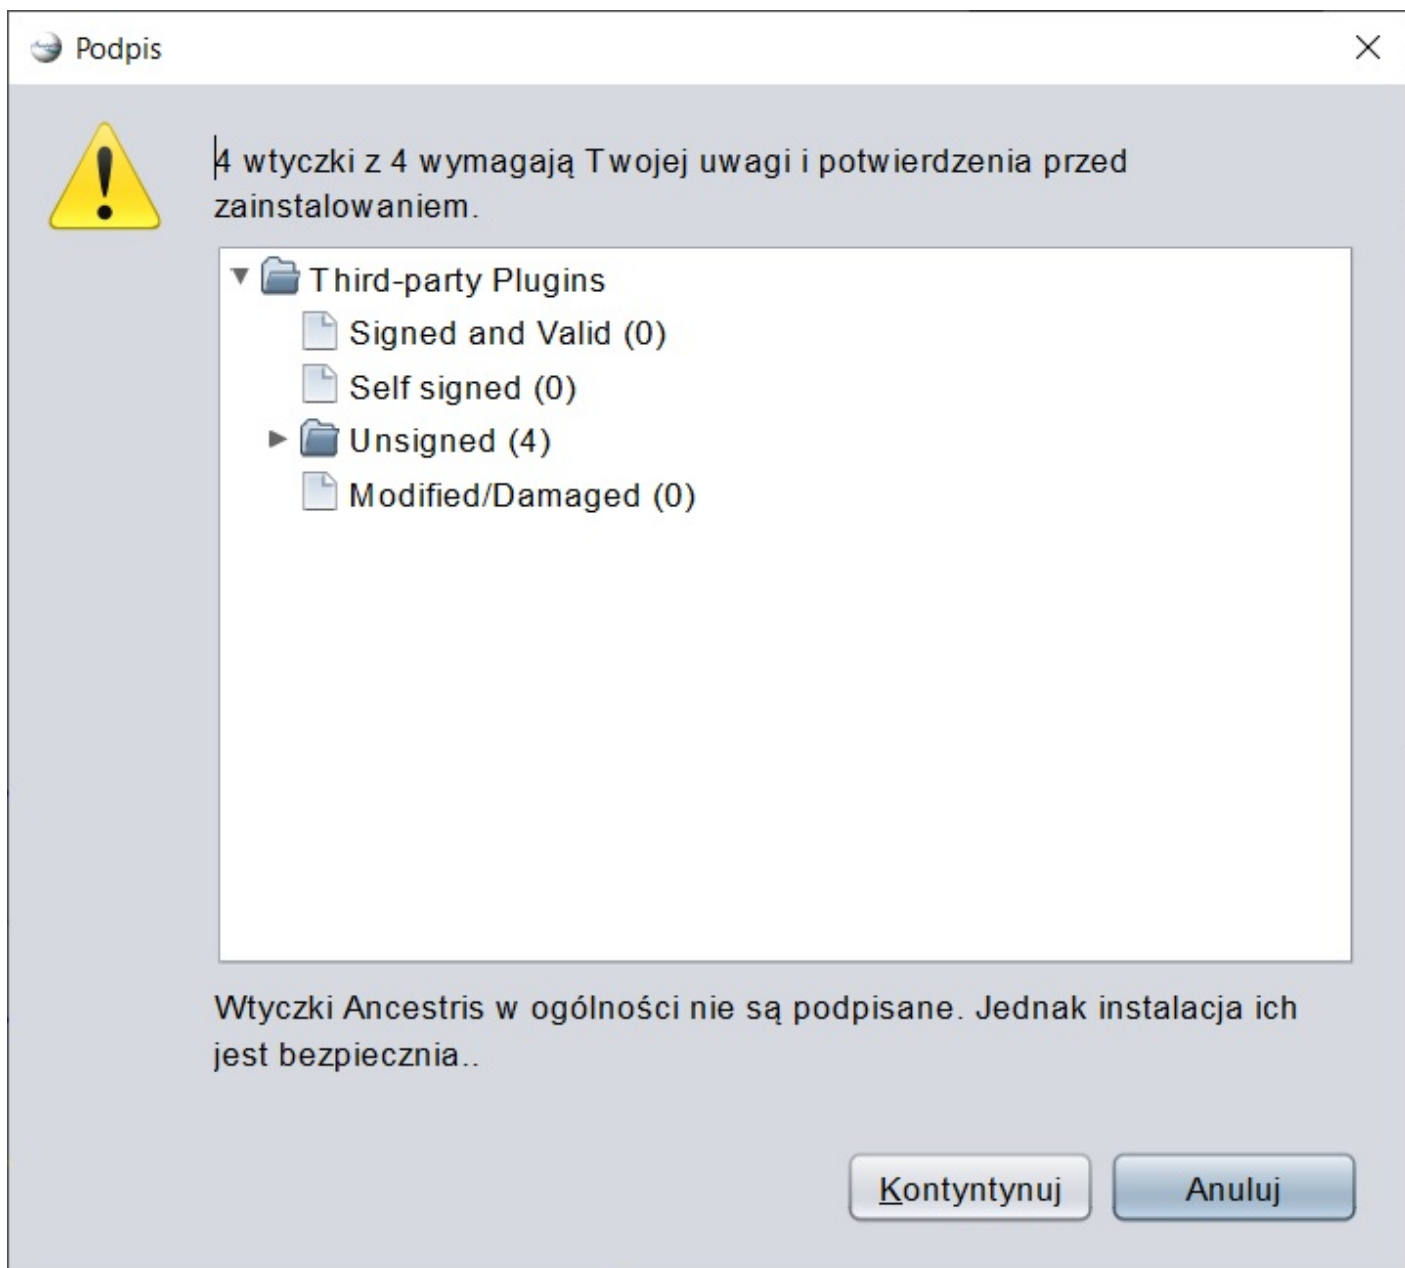 Podpis
4 wtyczki z 4 wymagają Twojej uwagi i potwierdzenia przed
zainstalowaniem.
Third-party Plugins
Signed and Valid (0)
Self signed (0)
Unsigned (4)
Modified/Damaged (0)
Wtyczki Ancestris w ogólności nie są podpisane. Jednak instalacja ich
jest bezpiecznia..
Kontyntynuj
Anuluj